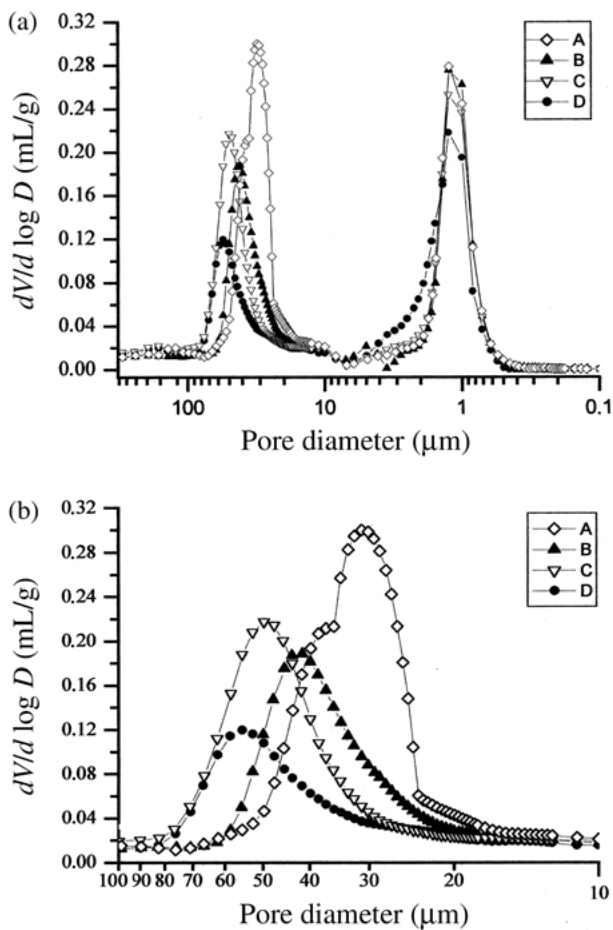 (a)
0.32
0.28
0.24
0.20
0.16
0.12
0.08
0.04
0.00
dV/d log D (mL/g)
A
B
C
D
100 10 1 0.1
Pore diameter (μm)
(b)
0.32
0.28
0.24
0.20
0.16
0.12
0.08
0.04
0.00
dV/d log D (mL/g)
A
B
C
D
100 90 80 70 60 50 40 30 20 10
Pore diameter (μm)